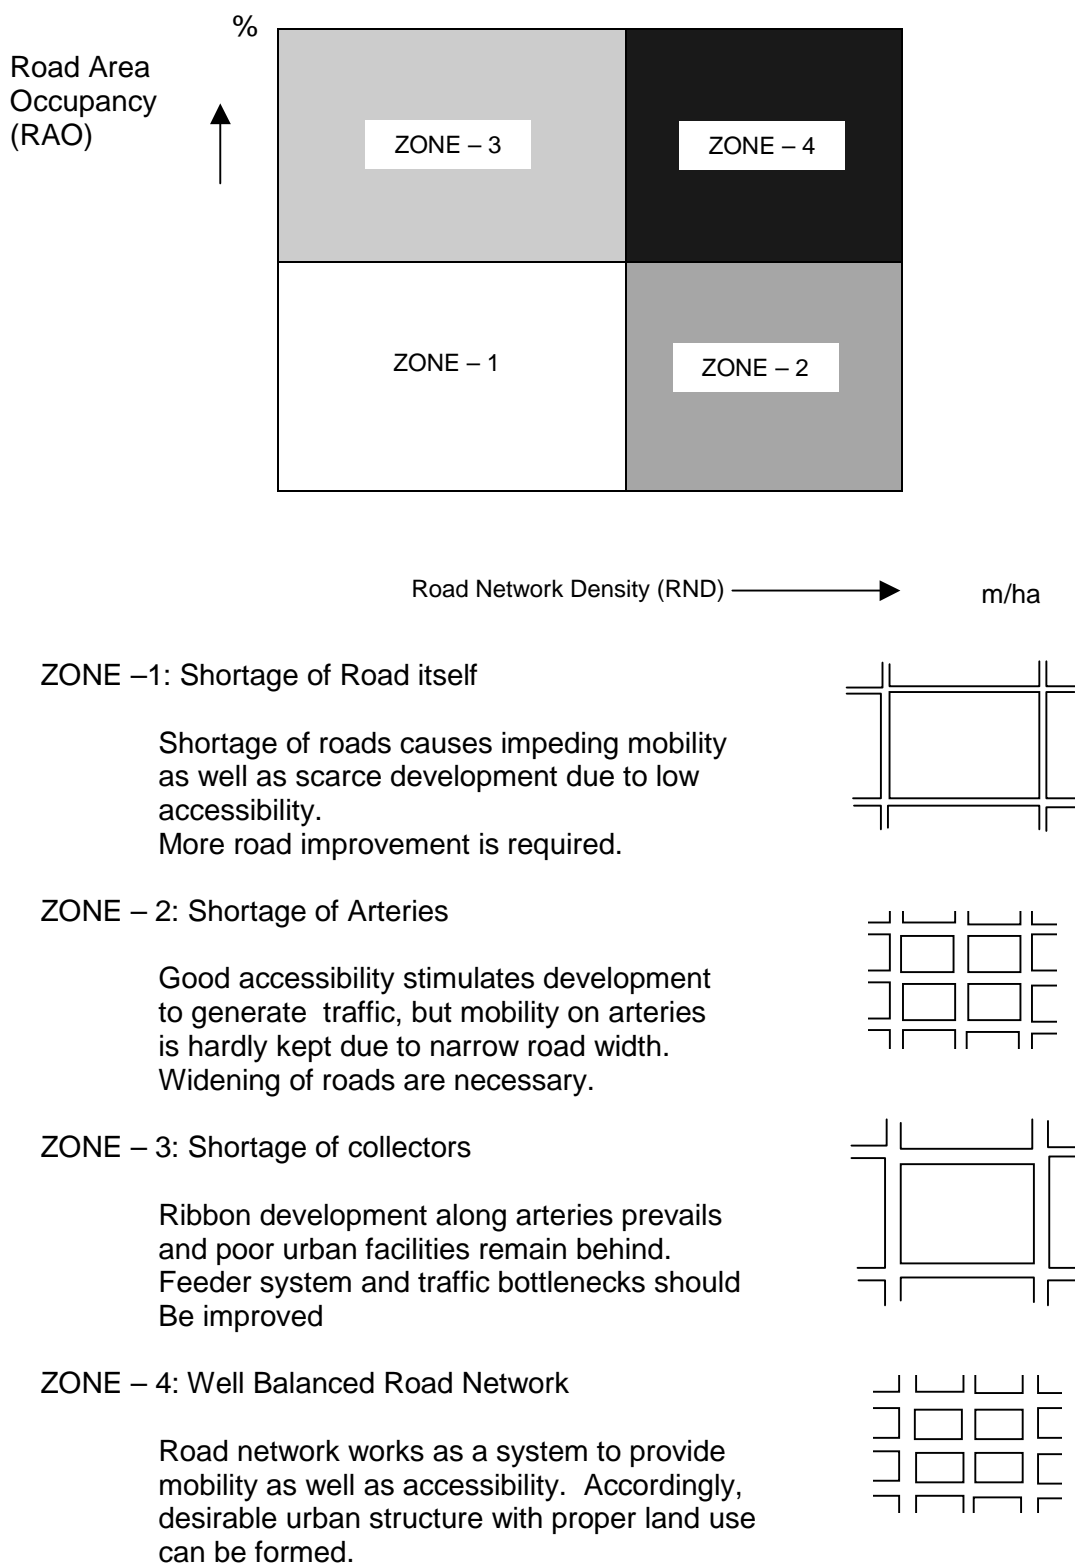 %
Road Area
Occupancy
(RAO)
ZONE – 3
ZONE – 4
ZONE – 1
ZONE – 2
Road Network Density (RND)
m/ha
ZONE –1: Shortage of Road itself
Shortage of roads causes impeding mobility
as well as scarce development due to low
accessibility.
More road improvement is required.
ZONE – 2: Shortage of Arteries
Good accessibility stimulates development
to generate  traffic, but mobility on arteries
is hardly kept due to narrow road width.
Widening of roads are necessary.
ZONE – 3: Shortage of collectors
Ribbon development along arteries prevails
and poor urban facilities remain behind.
Feeder system and traffic bottlenecks should
Be improved
ZONE – 4: Well Balanced Road Network
Road network works as a system to provide
mobility as well as accessibility.  Accordingly,
desirable urban structure with proper land use
can be formed.